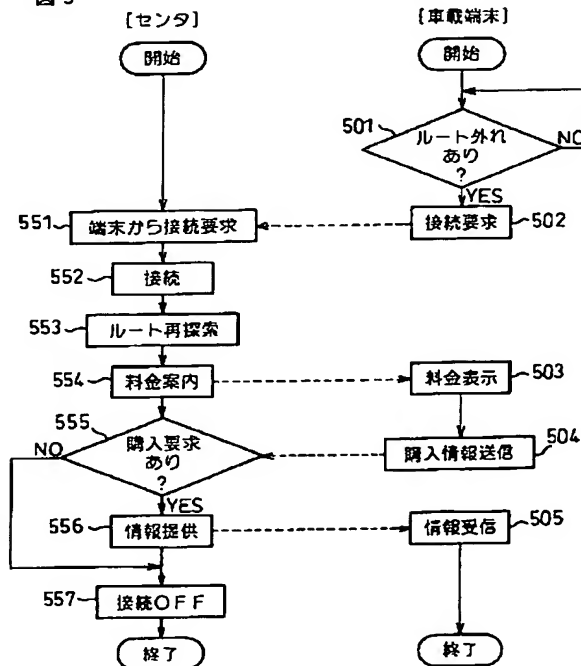 図5
[センタ]
[車載端末]
開始
開始
501
ルート外れ
あり
?
NO
YES
551
端末から接続要求
接続要求
502
552
接続
553
ルート再探索
554
料金案内
料金表示
503
555
購入要求
あり
?
NO
購入情報送信
504
YES
556
情報提供
情報受信
505
557
接続OFF
終了
終了